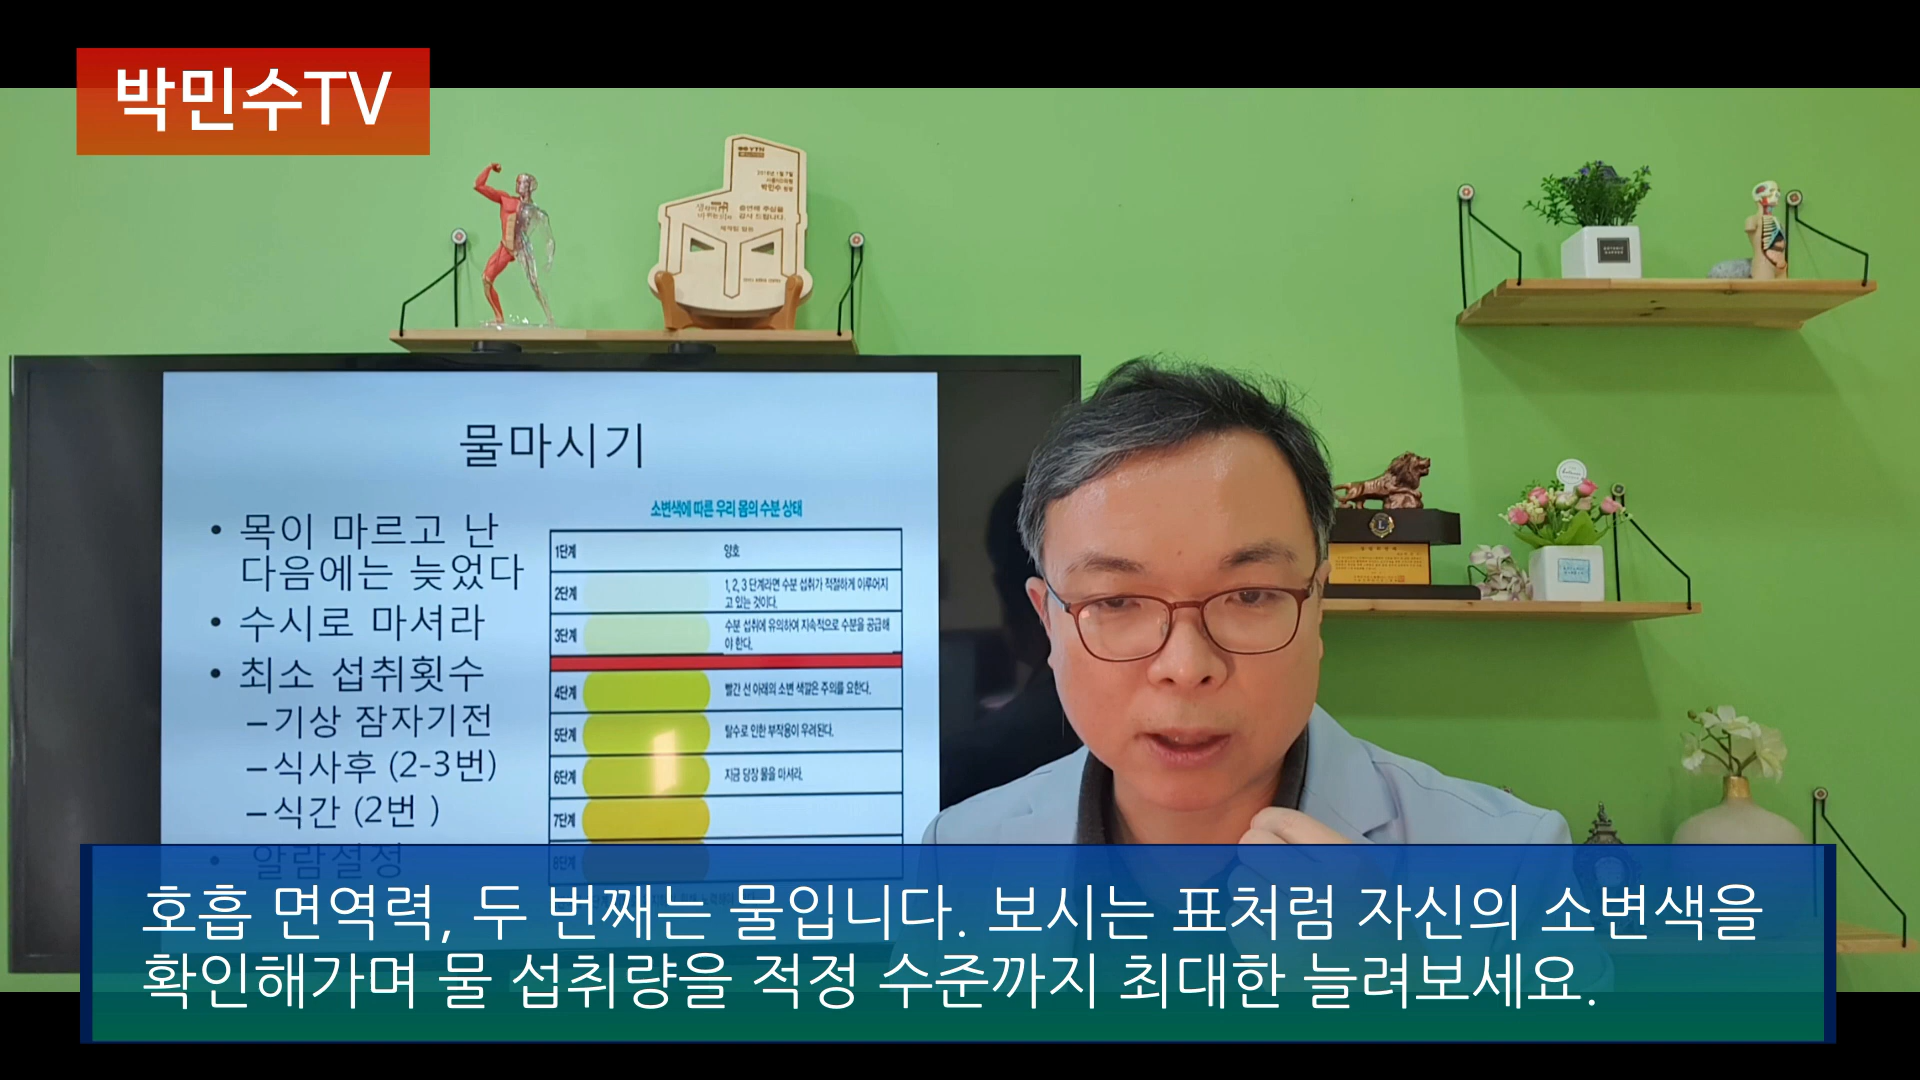 박민수TV
박민수
물마시기
• 목이 마르고 난
다음에는 늦었다
• 수시로 마셔라
• 최소 섭취횟수
–기상 잠자기전
–식사후 (2-3번)
–식간 (2번 )
• 알람설정
소변색에 따른 우리 몸의 수분 상태
1단계 양호
2단계 1, 2, 3 단계라면 수분 섭취가 적절하게 이루어지
고 있는 것이다.
3단계 수분 섭취에 유의하여 지속적으로 수분을 공급해
야 한다.
4단계 빨간 선 아래의 소변 색깔은 주의를 요한다.
5단계 탈수로 인한 부작용이 우려된다.
6단계 지금 당장 물을 마셔라.
7단계
8단계
호흡 면역력, 두 번째는 물입니다. 보시는 표처럼 자신의 소변색을
확인해가며 물 섭취량을 적정 수준까지 최대한 늘려보세요.